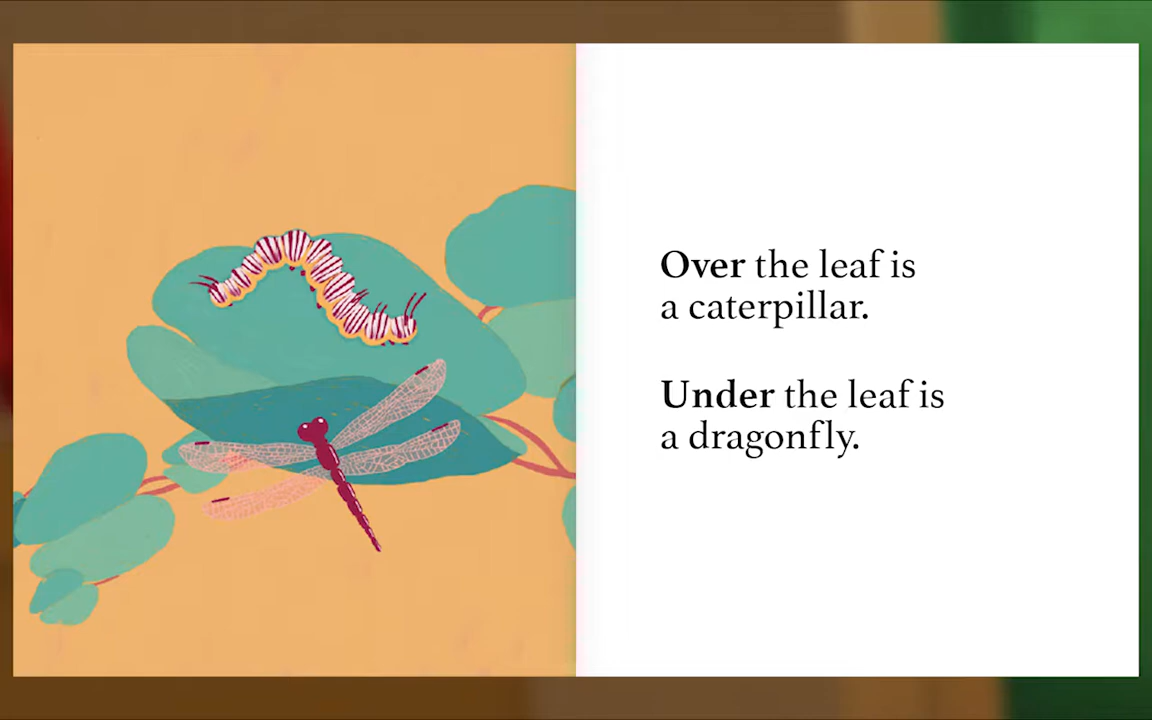 Over the leaf is
a caterpillar.
Under the leaf is
a dragonfly.